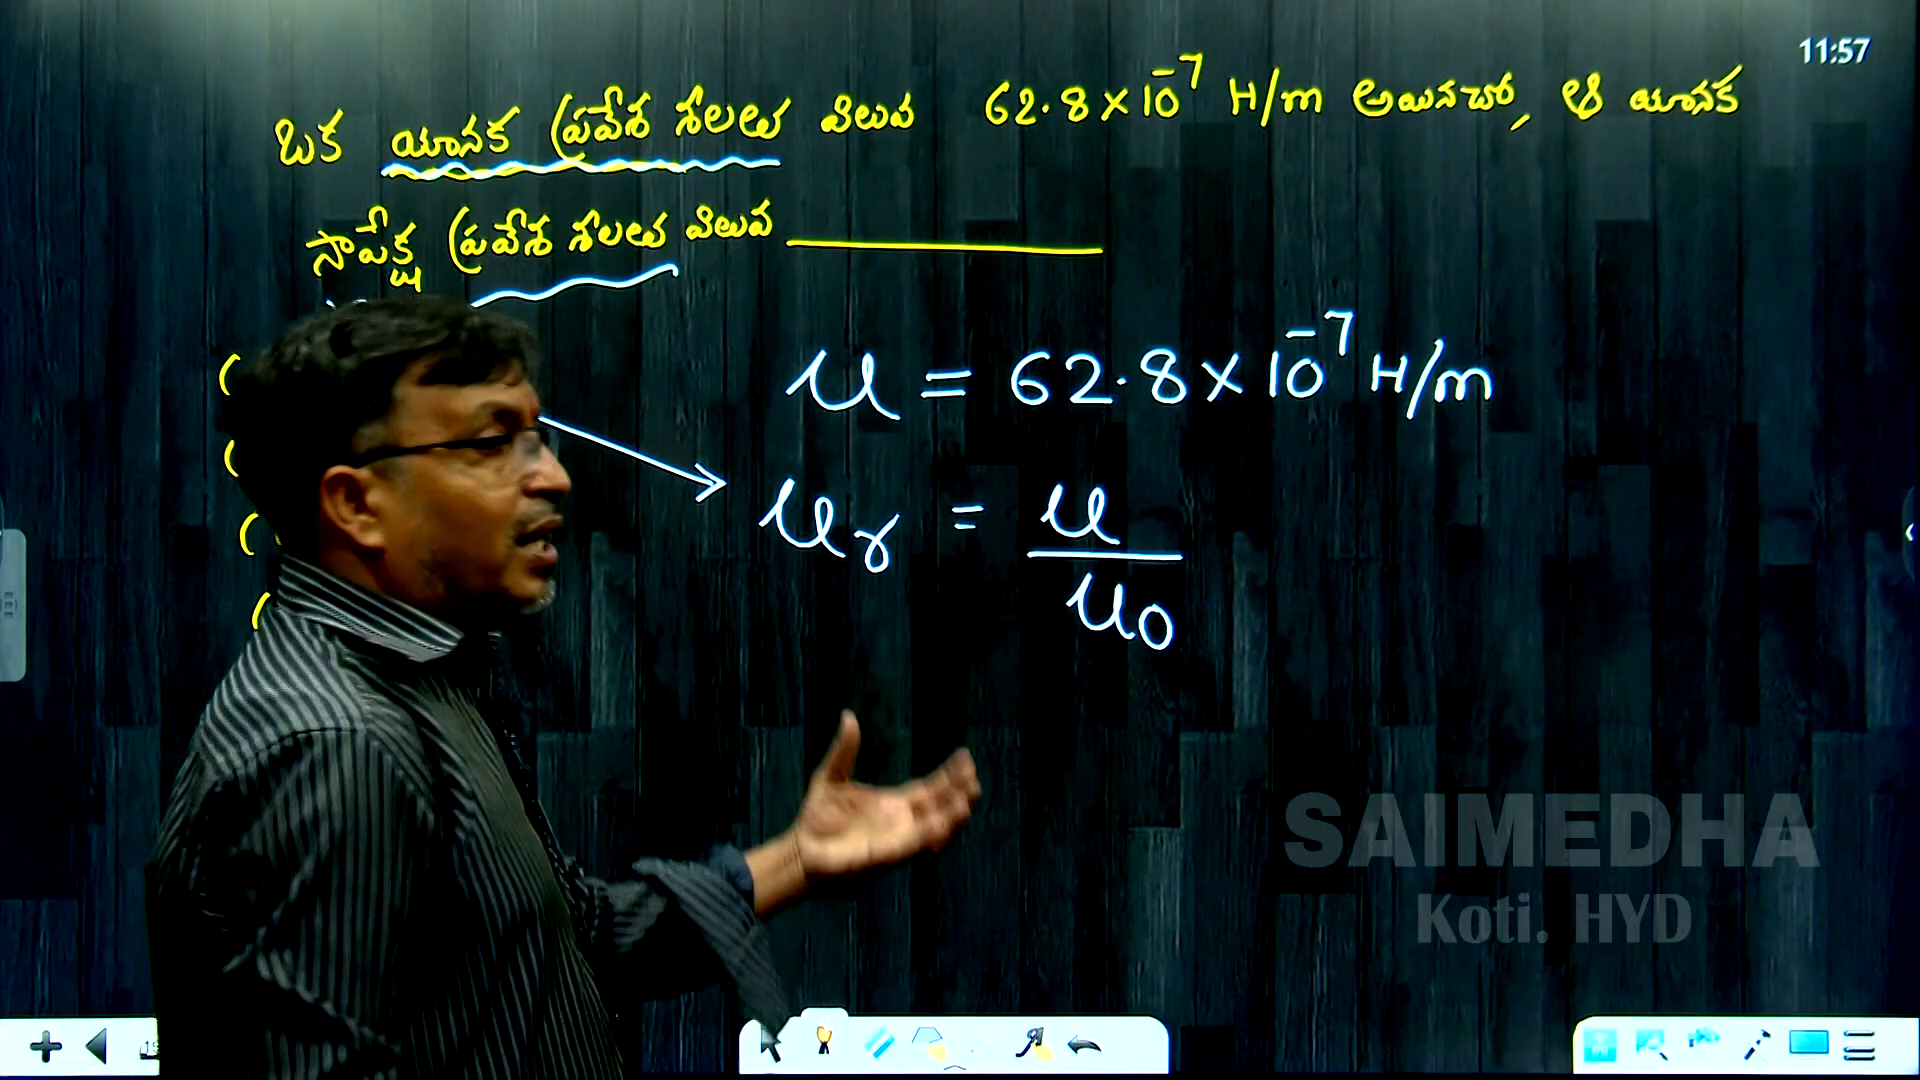 11:57
ఒక యానక ప్రవేశ శీలత విలువ 62.8×10⁻⁷ H/m అయినచో, ఆ యానక
సాపేక్ష ప్రవేశ శీలత విలువ ________
μ = 62.8×10⁻⁷ H/m
μr = μ/μ0
SAIMEDHA
Koti. HYD